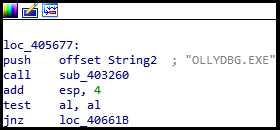 loc_405677:
push    offset String2  ; "OLLYDBG.EXE"
call    sub_403260
add     esp, 4
test    al, al
jnz     loc_40661B